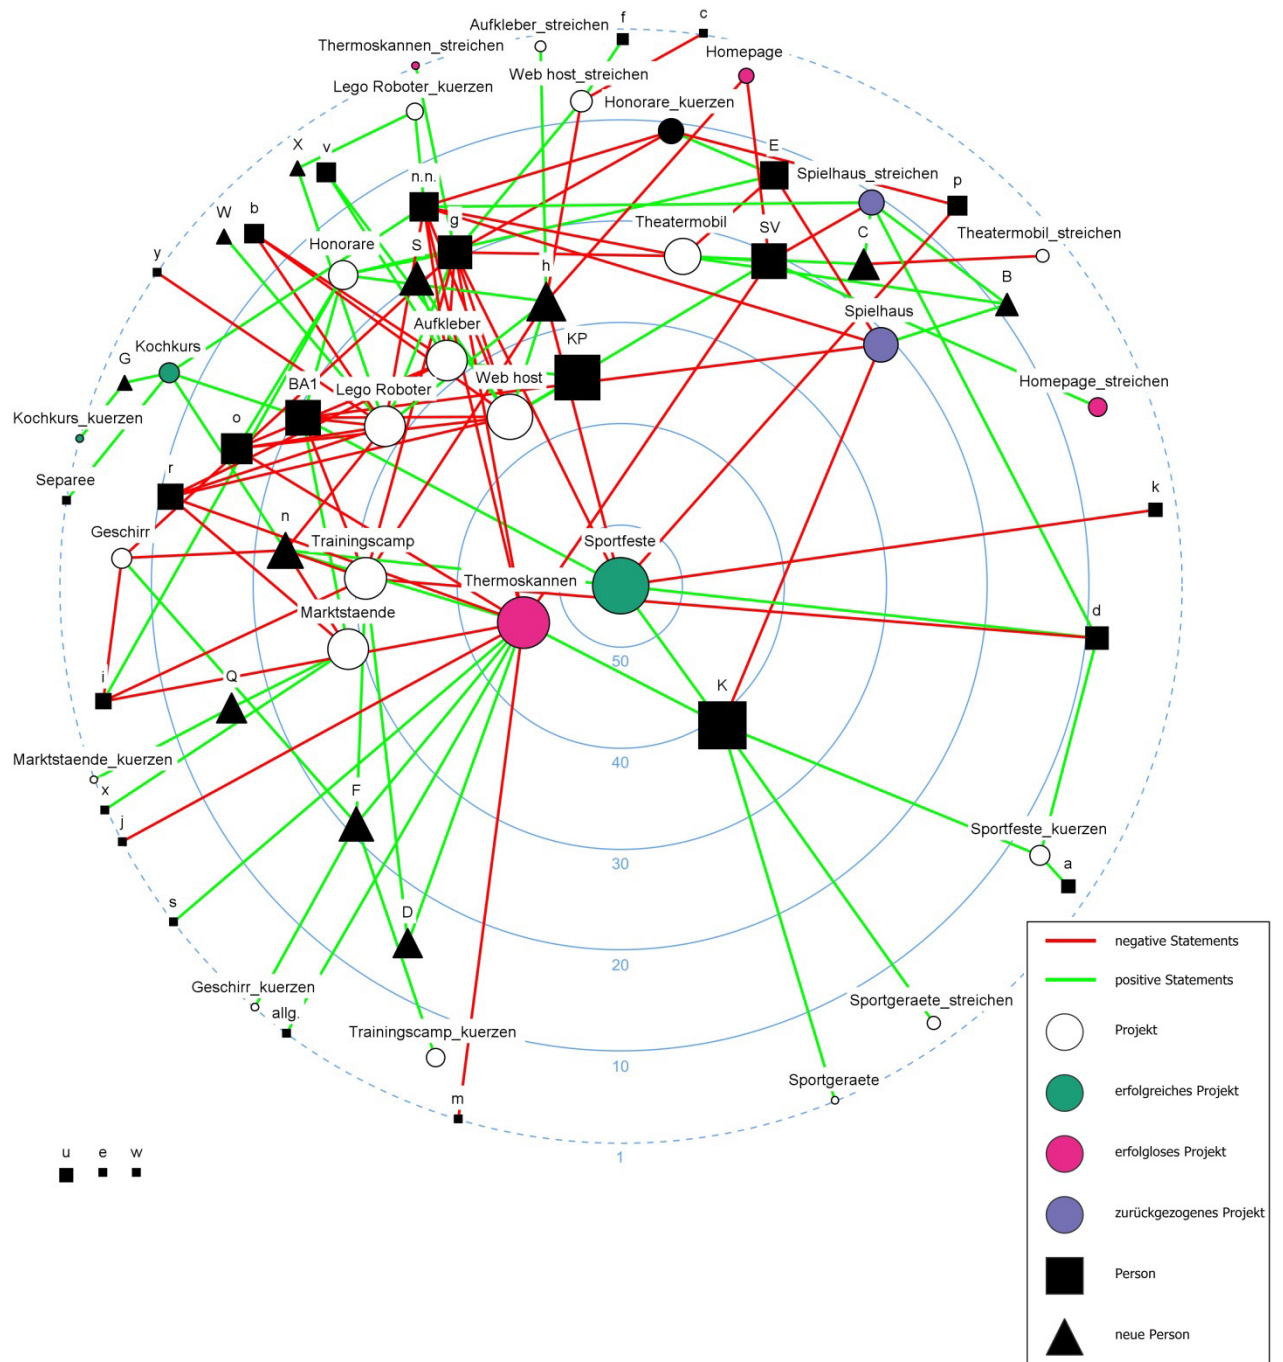 f
c
Aufkleber_streichen
Thermoskannen_streichen
Homepage
Web host_streichen
Lego Roboter_kuerzen
Honorare_kuerzen
X
v
E
Spielhaus_streichen
n.n.
p
W
b
g
Theatermobil
SV
C
Theatermobil_streichen
Honorare
S
y
h
B
Spielhaus
Aufkleber
KP
Kochkurs
G
Web host
BA1
Lego Roboter
Homepage_streichen
Kochkurs_kuerzen
o
r
Separee
k
n
Geschirr
Trainingscamp
Sportfeste
Thermoskannen
Marktstaende
d
50
i
Q
K
Marktstaende_kuerzen
40
x
F
j
Sportfeste_kuerzen
30
a
s
D
negative Statements
20
positive Statements
Geschirr_kuerzen
Sportgeraete_streichen
allg.
Trainingscamp_kuerzen
Projekt
10
Sportgeraete
erfolgreiches Projekt
m
u
e
w
1
erfolgloses Projekt
zurückgezogenes Projekt
Person
neue Person